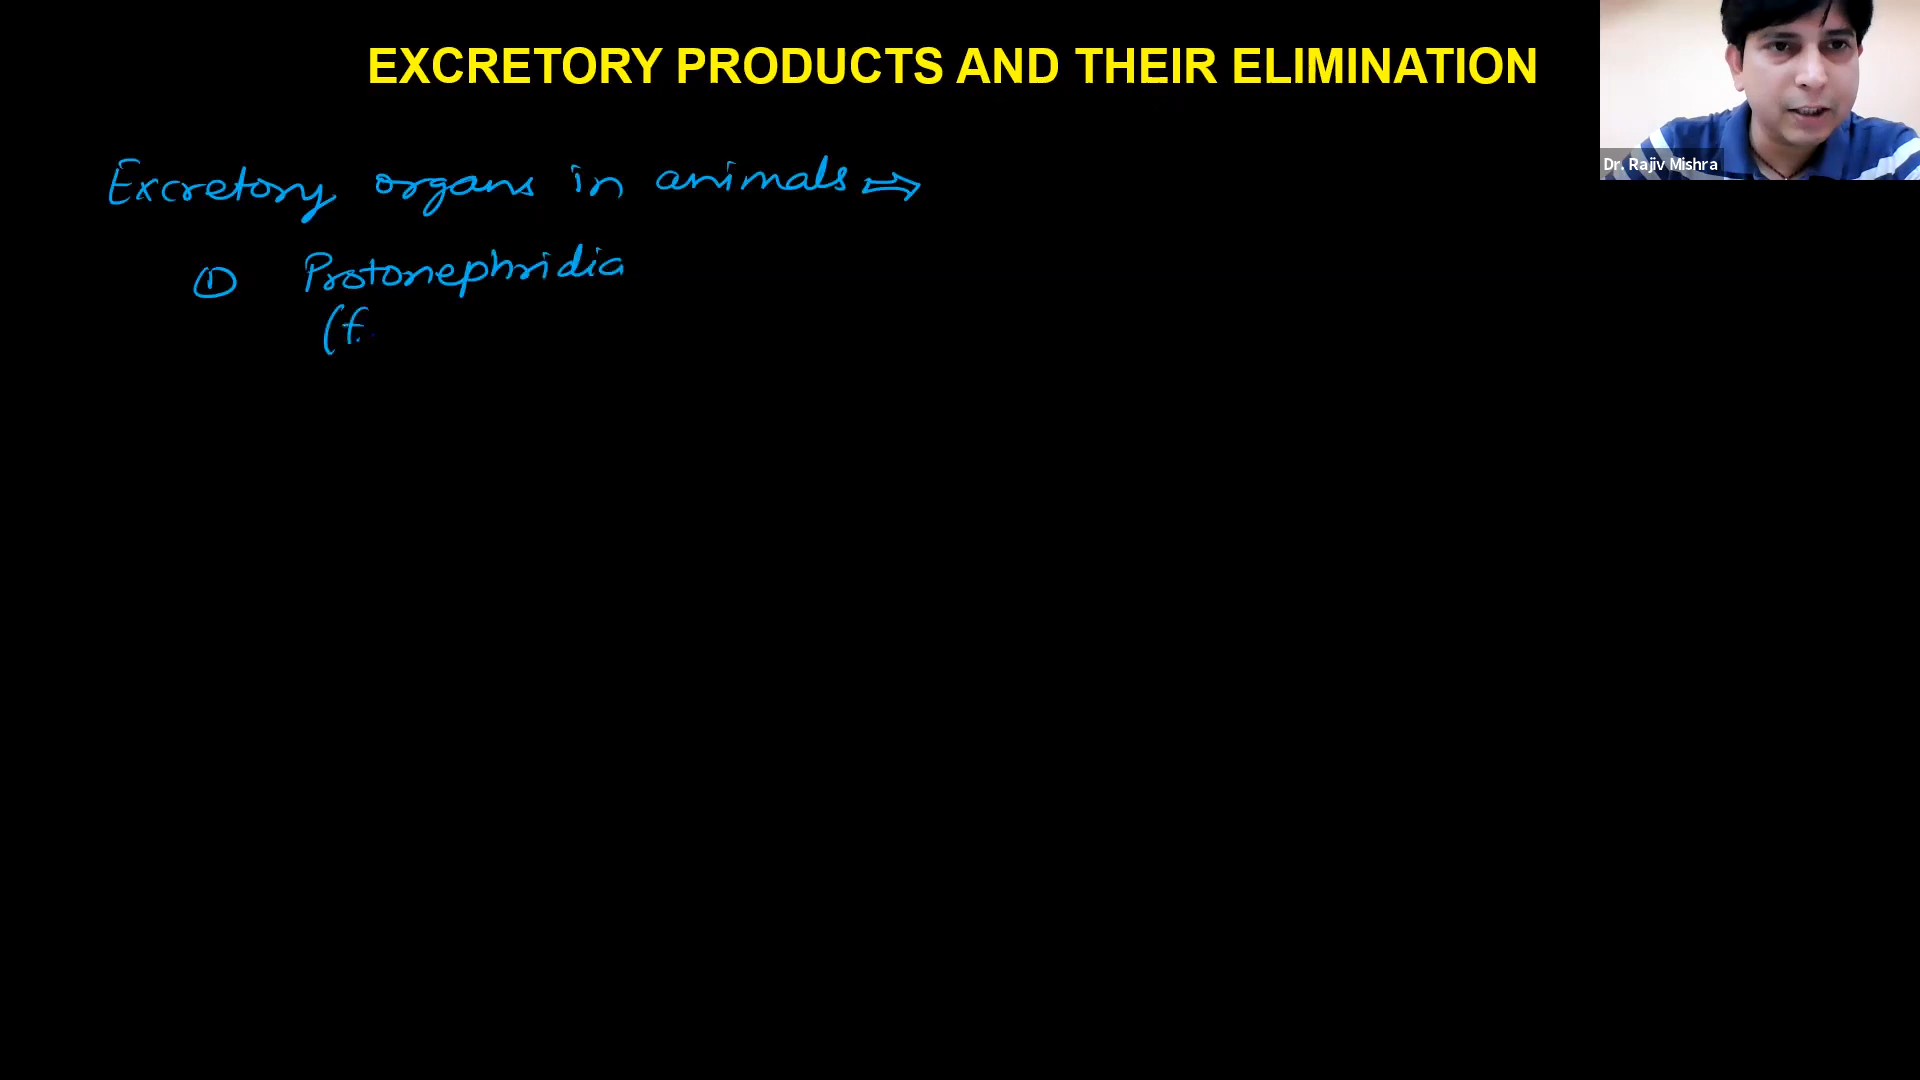 EXCRETORY PRODUCTS AND THEIR ELIMINATION
Dr. Rajiv Mishra
Excretory organs in animals ⇒
① Protonephridia
(f